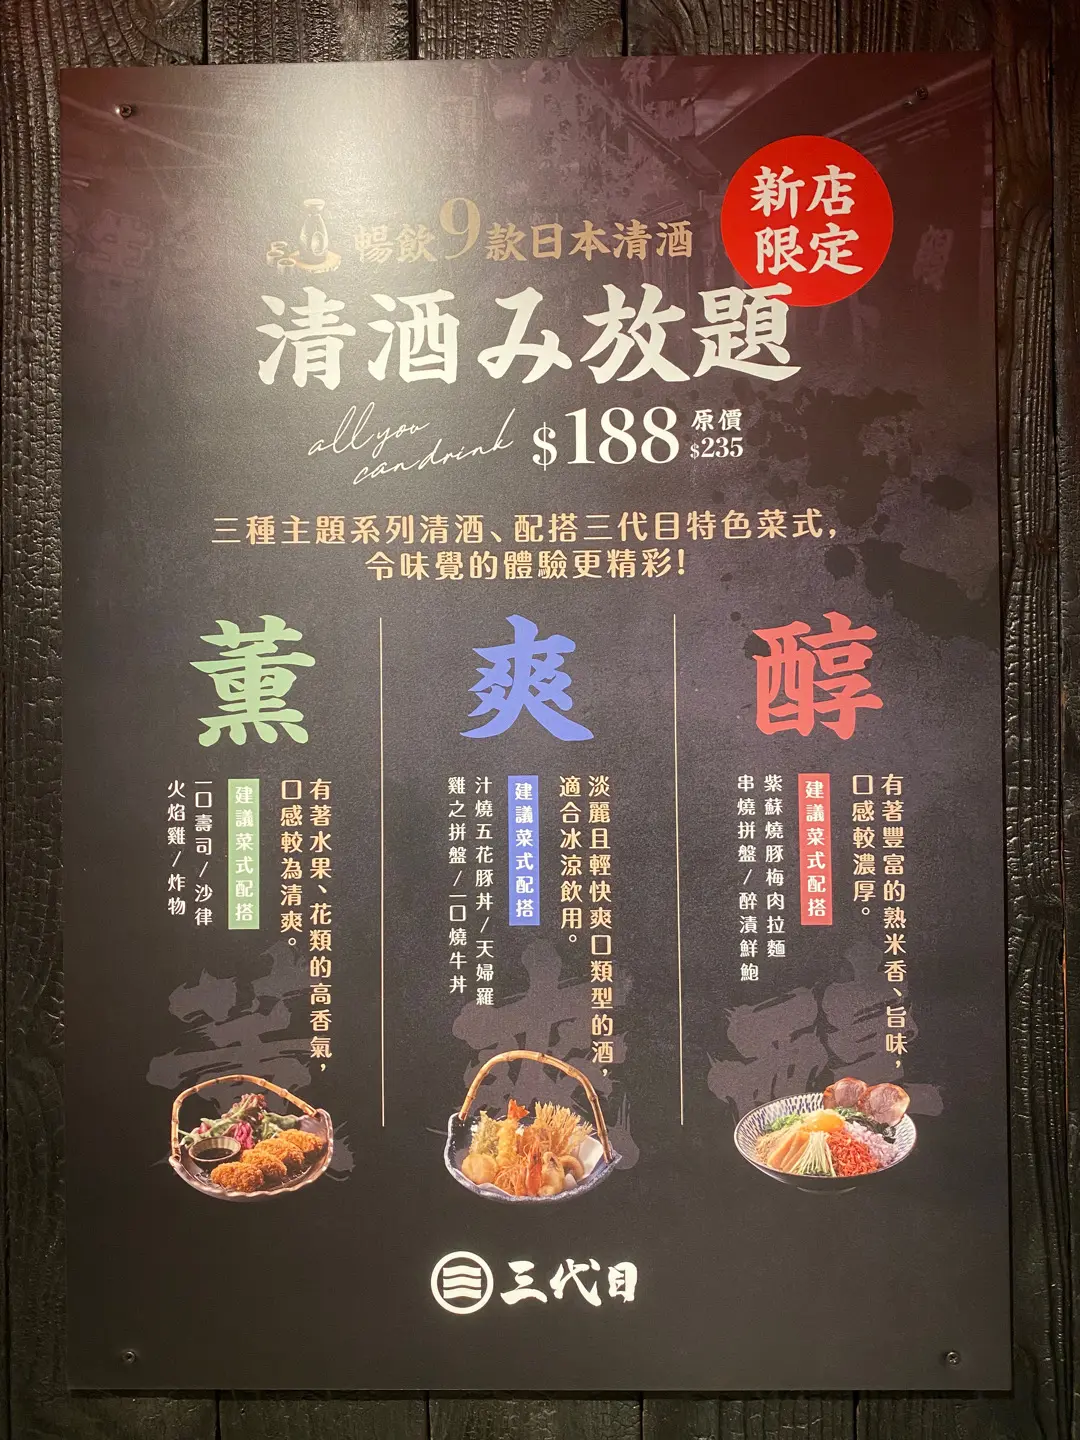 新店
限定
暢飲9款日本清酒
清酒み放題
all you
can drink
$188
原價
$235
三種主題系列清酒、配搭三代目特色菜式，
令味覺的體驗更精彩！
薫
有著水果、花類的高香氣，
口感較為清爽。
建議菜式配搭
一口壽司/沙律
火焰雞/炸物
爽
淡麗且輕快爽口類型的酒，
適合冰涼飲用。
建議菜式配搭
汁燒五花豚丼/天婦羅
雞之拼盤/一口燒牛丼
醇
有著豐富的熟米香、旨味，
口感較濃厚。
建議菜式配搭
紫蘇燒豚梅肉拉麵
串燒拼盤/醉漬鮮鮑
三代目